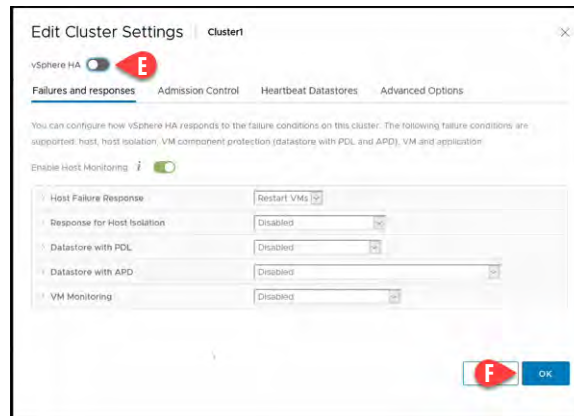 Edit Cluster Settings | Cluster1 ×
vSphere HA E
Failures and responses Admission Control Heartbeat Datastores Advanced Options
You can configure how vSphere HA responds to the failure conditions on this cluster. The following failure conditions are
supported: host, host isolation, VM component protection (datastore with PDL and APD), VM and application.
Enable Host Monitoring i
> Host Failure Response Restart VMs
> Response for Host Isolation Disabled
> Datastore with PDL Disabled
> Datastore with APD Disabled
> VM Monitoring Disabled
F OK